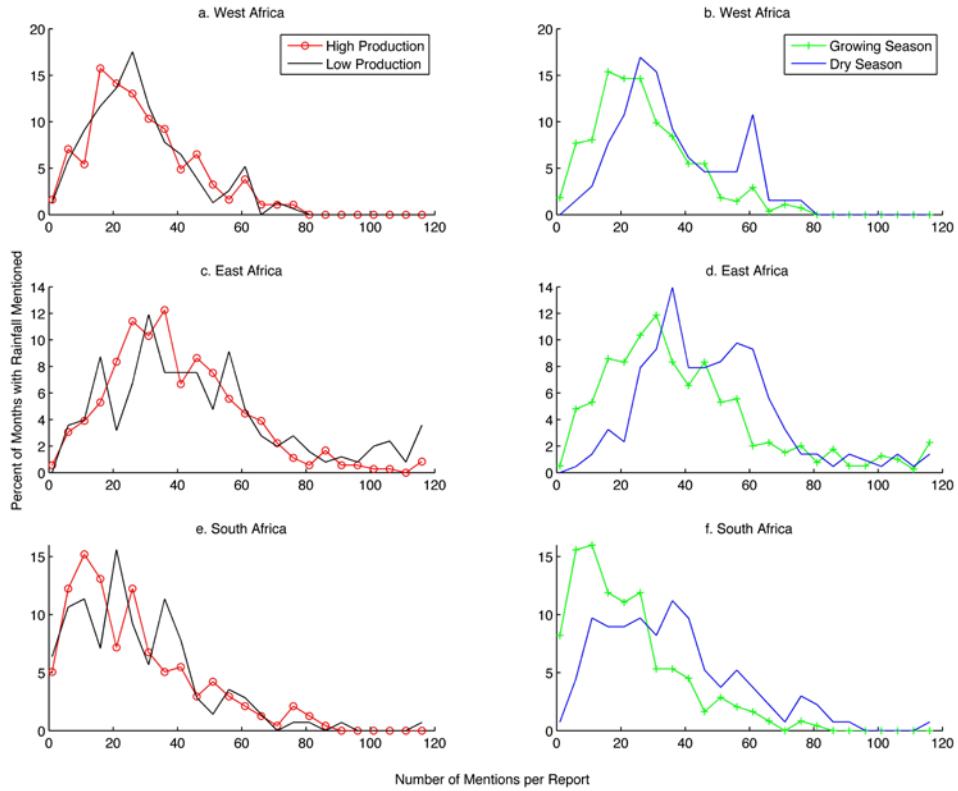 a. West Africa
20
15
10
5
0
0 20 40 60 80 100 120
High Production
Low Production
b. West Africa
20
15
10
5
0
0 20 40 60 80 100 120
Growing Season
Dry Season
Percent of Months with Rainfall Mentioned
c. East Africa
14
12
10
8
6
4
2
0
0 20 40 60 80 100 120
d. East Africa
14
12
10
8
6
4
2
0
0 20 40 60 80 100 120
e. South Africa
15
10
5
0
0 20 40 60 80 100 120
f. South Africa
15
10
5
0
0 20 40 60 80 100 120
Number of Mentions per Report